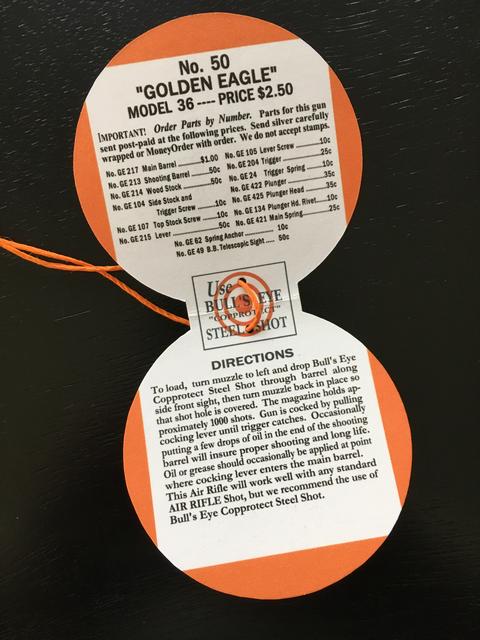 No. 50
"GOLDEN EAGLE"
MODEL 36 ---- PRICE $2.50
IMPORTANT! Order Parts by Number. Parts for this gun
sent post-paid at the following prices. Send silver carefully
wrapped or MoneyOrder with order. We do not accept stamps.
No. GE 217 Main Barrel ......... $1.00
No. GE 213 Shooting Barrel ...... 50c
No. GE 214 Wood Stock ........... 50c
No. GE 104 Side Stock and
Trigger Screw .... 10c
No. GE 107 Top Stock Screw .... 10c
No. GE 215 Lever .................... 50c
No. GE 105 Lever Screw ......... 10c
No. GE 204 Trigger ............... 25c
No. GE 24 Trigger Spring ...... 10c
No. GE 422 Plunger ............... 35c
No. GE 425 Plunger Head ...... 35c
No. GE 134 Plunger Hd. Rivet.... 10c
No. GE 421 Main Spring ......... 25c
No. GE 62 Spring Anchor ............ 10c
No. GE 49 B.B. Telescopic Sight .... 50c
Use
BULL'S EYE
"COPPROTECT"
STEEL SHOT
DIRECTIONS
To load, turn muzzle to left and drop Bull's Eye
Copprotect Steel Shot through barrel along
side front sight, then turn muzzle back in place so
that shot hole is covered. The magazine holds ap-
proximately 1000 shots. Gun is cocked by pulling
cocking lever until trigger catches. Occasionally
putting a few drops of oil in the end of the shooting
barrel will insure proper shooting and long life.
Oil or grease should occasionally be applied at point
where cocking lever enters the main barrel.
This Air Rifle will work well with any standard
AIR RIFLE Shot, but we recommend the use of
Bull's Eye Copprotect Steel Shot.